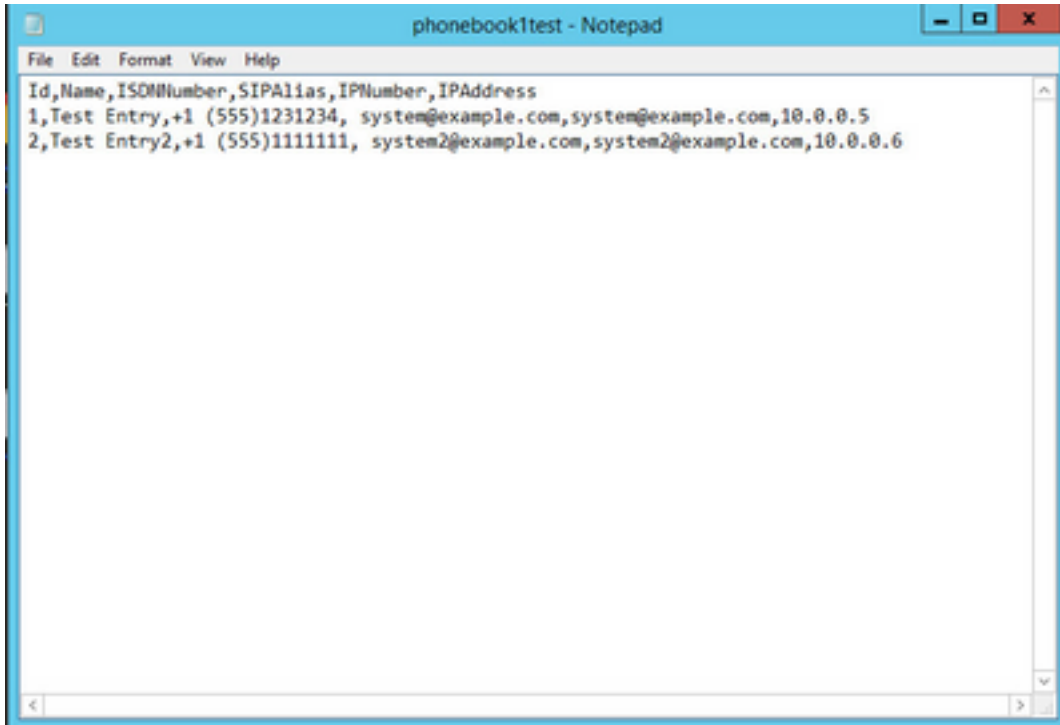 phonebook1test - Notepad
File Edit Format View Help
Id,Name,ISDNNumber,SIPAlias,IPNumber,IPAddress
1,Test Entry,+1 (555)1231234, system@example.com,system@example.com,10.0.0.5
2,Test Entry2,+1 (555)1111111, system2@example.com,system2@example.com,10.0.0.6